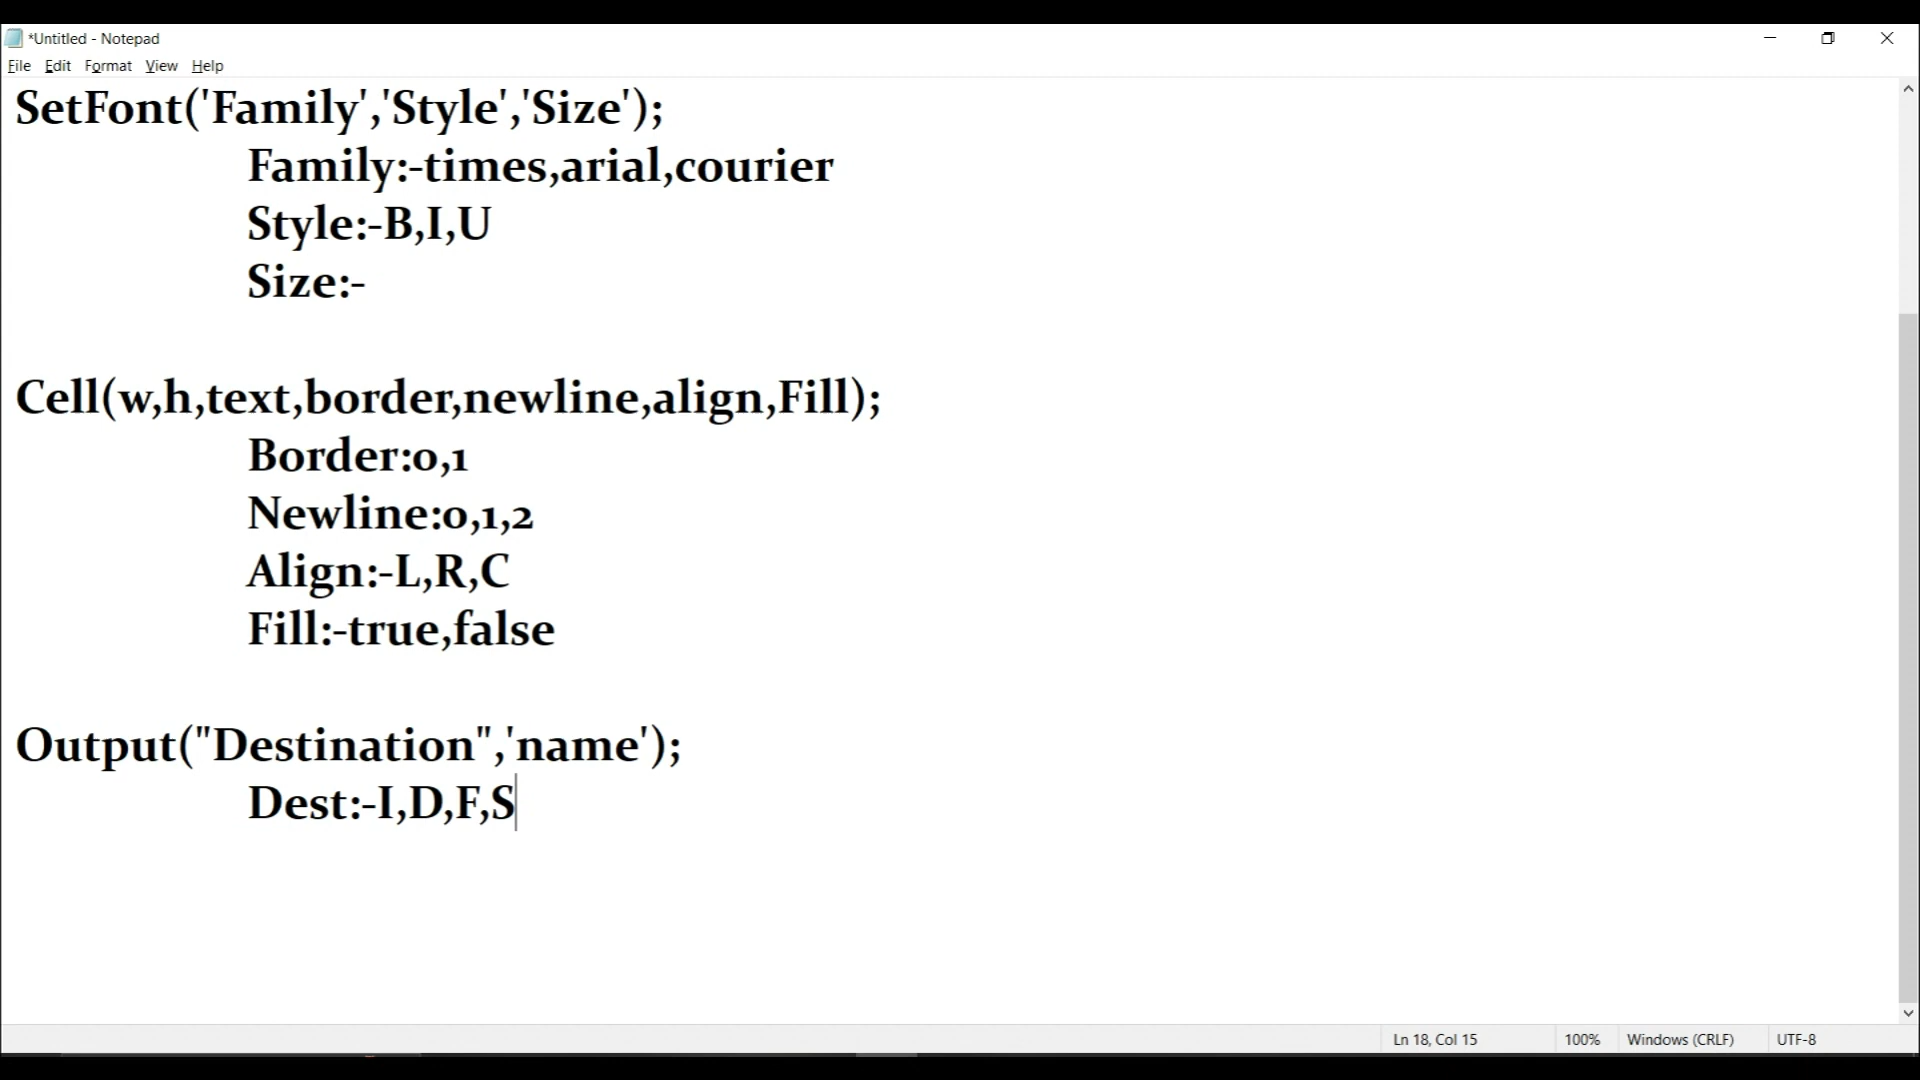 *Untitled - Notepad
File Edit Format View Help
SetFont('Family','Style','Size');
Family:-times,arial,courier
Style:-B,I,U
Size:-
Cell(w,h,text,border,newline,align,Fill);
Border:0,1
Newline:0,1,2
Align:-L,R,C
Fill:-true,false
Output("Destination",'name');
Dest:-I,D,F,S
Ln 18, Col 15 100% Windows (CRLF) UTF-8